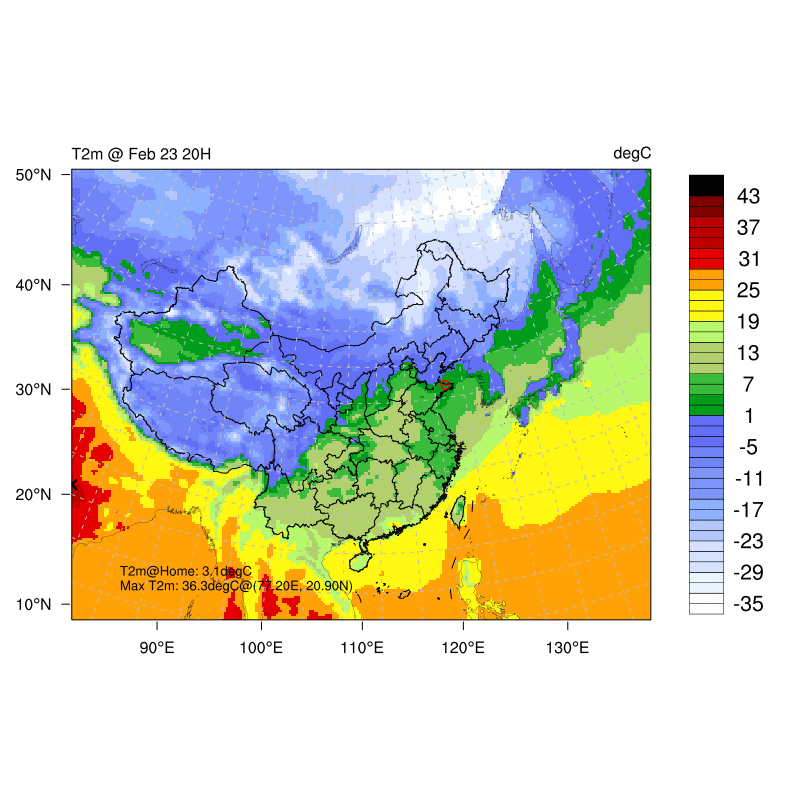 T2m @ Feb 23 20H degC
50°N
40°N
30°N
20°N
10°N
90°E 100°E 110°E 120°E 130°E
T2m@Home: 3.1degC
Max T2m: 36.3degC@(77.20E, 20.90N)
43
37
31
25
19
13
7
1
-5
-11
-17
-23
-29
-35